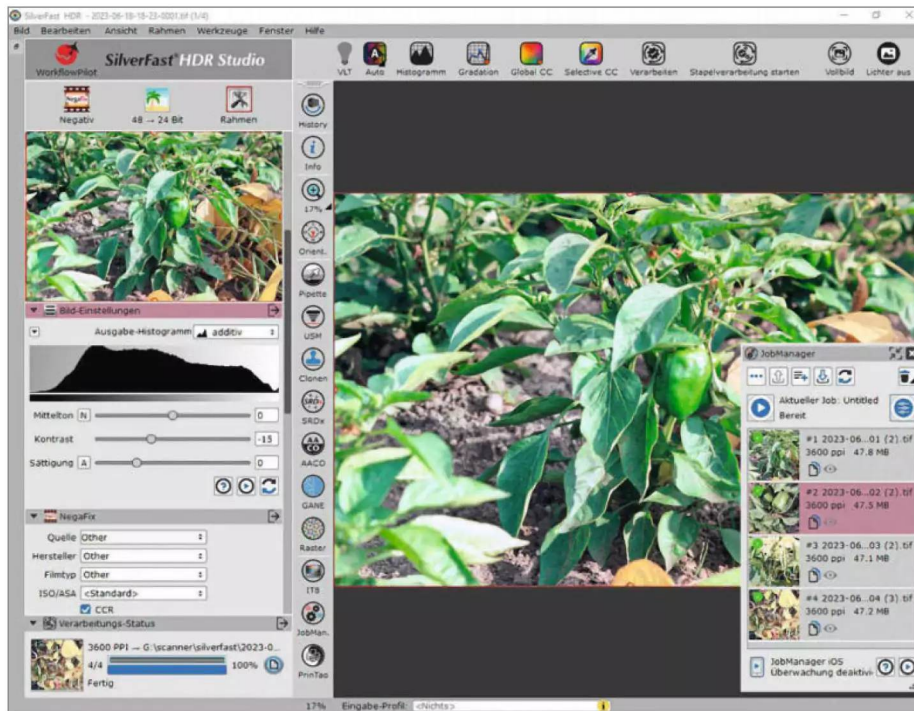 SilverFast HDR - 2023-06-18-18-23-0001.tif (1/4)
Bild Bearbeiten Ansicht Rahmen Werkzeuge Fenster Hilfe
WorkflowPilot
SilverFast® HDR Studio
VLT Auto Histogramm Gradation Global CC Selective CC Verarbeiten Stapelverarbeitung starten Vollbild Lichter aus
NegaFix
Negativ 48 → 24 Bit Rahmen
History
Info
17%
Orient.
Pipette
USM
Clonen
SRDx
AACO
GANE
Raster
IT8
JobMan.
PrinTao
Bild-Einstellungen
Ausgabe-Histogramm additiv
Mittelton N 0
Kontrast -15
Sättigung A 0
NegaFix
Quelle Other
Hersteller Other
Filmtyp Other
ISO/ASA <Standard>
CCR
Verarbeitungs-Status
3600 PPI → G:\scanner\silverfast\2023-0...
4/4 100%
Fertig
JobManager
Aktueller Job: Untitled
Bereit
#1 2023-06...01 (2).tif
3600 ppi 47.8 MB
#2 2023-06...02 (2).tif
3600 ppi 47.5 MB
#3 2023-06...03 (2).tif
3600 ppi 47.1 MB
#4 2023-06...04 (3).tif
3600 ppi 47.2 MB
JobManager iOS
Überwachung deaktivi
17% Eingabe-Profil: <Nichts>